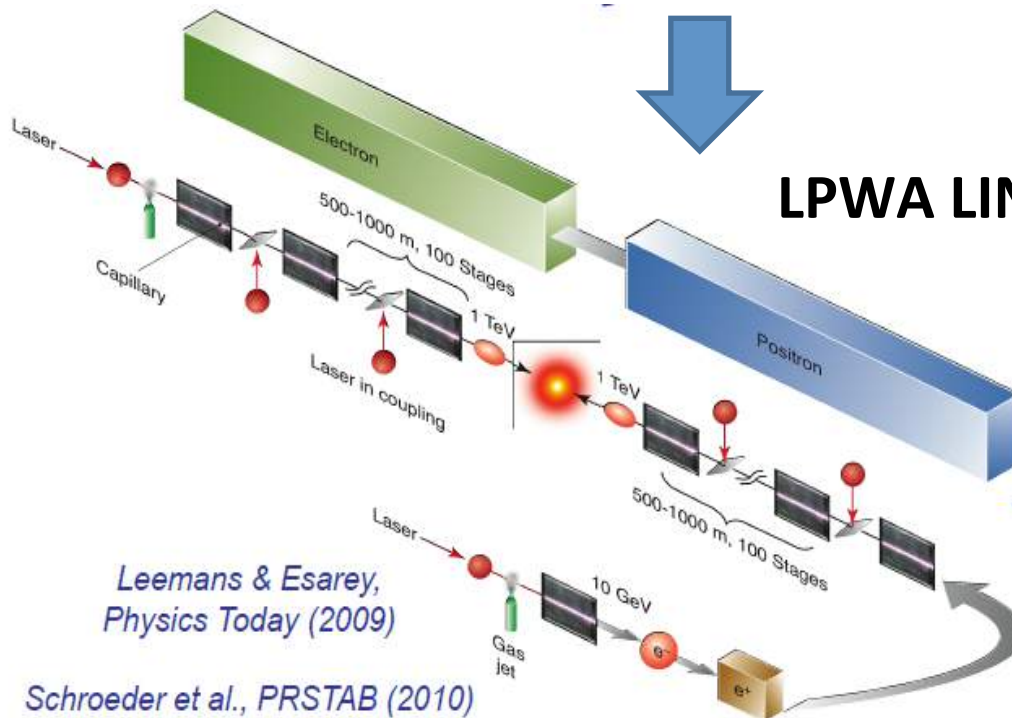 Laser
Electron
LPWA LIN
500-1000 m, 100 Stages
Capillary
1 TeV
Positron
Laser in coupling
1 TeV
500-1000 m, 100 Stages
Laser
10 GeV
Gas
jet
e-
e+
Leemans & Esarey,
Physics Today (2009)
Schroeder et al., PRSTAB (2010)